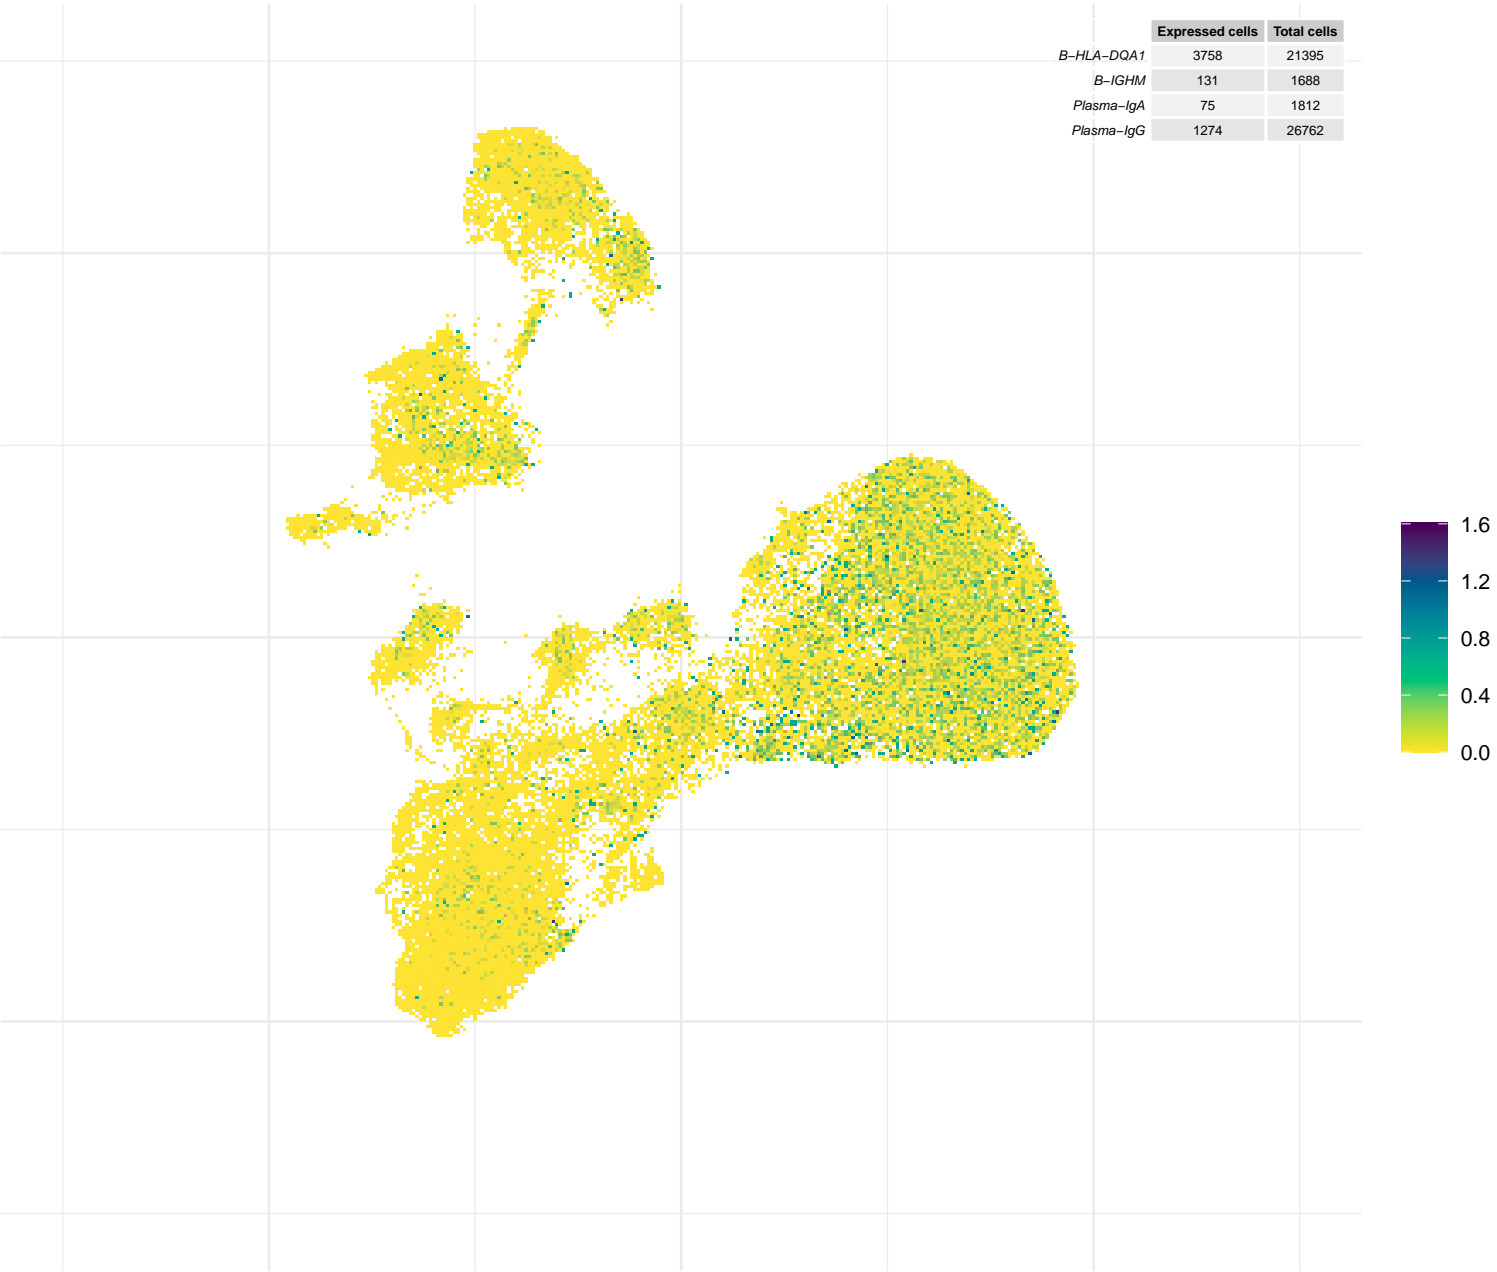 Expressed cells Total cells
B-HLA-DQA1 3758 21395
B-IGHM 131 1688
Plasma-IgA 75 1812
Plasma-IgG 1274 26762
1.6
1.2
0.8
0.4
0.0